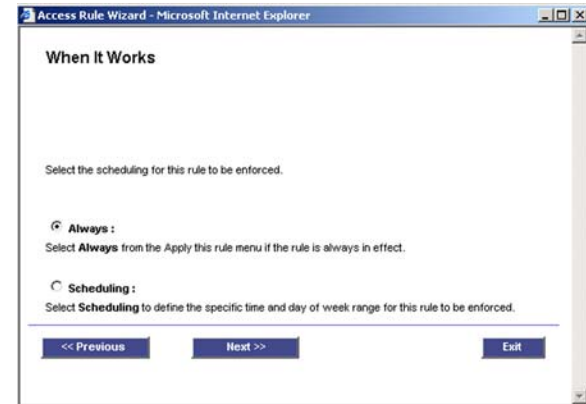 Access Rule Wizard - Microsoft Internet Explorer
When It Works
Select the scheduling for this rule to be enforced.
Always :
Select Always from the Apply this rule menu if the rule is always in effect.
Scheduling :
Select Scheduling to define the specific time and day of week range for this rule to be enforced.
<< Previous Next >> Exit